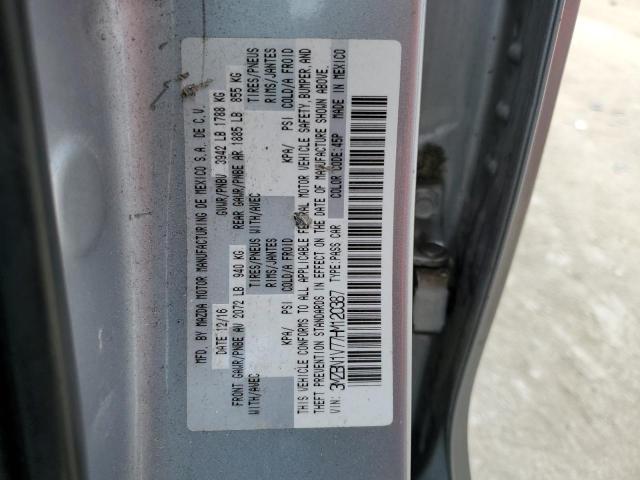 MFD. BY MAZDA MOTOR MANUFACTURING DE MEXICO S.A. DE C.V.
DATE: 12/16 GVWR/PNBV 3942 LB 1788 KG
FRONT GAWR/PNBE AV 2072 LB 940 KG REAR GAWR/PNBE AR 1885 LB 855 KG
WITH/AVEC TIRES/PNEUS WITH/AVEC TIRES/PNEUS
RIMS/JANTES RIMS/JANTES
KPA/ PSI COLD/A FROID KPA/ PSI COLD/A FROID
THIS VEHICLE CONFORMS TO ALL APPLICABLE FEDERAL MOTOR VEHICLE SAFETY, BUMPER, AND
THEFT PREVENTION STANDARDS IN EFFECT ON THE DATE OF MANUFACTURE SHOWN ABOVE.
VIN: 3MZBN1V77HM120387 TYPE:PASS CAR COLOR CODE:45P MADE IN MEXICO